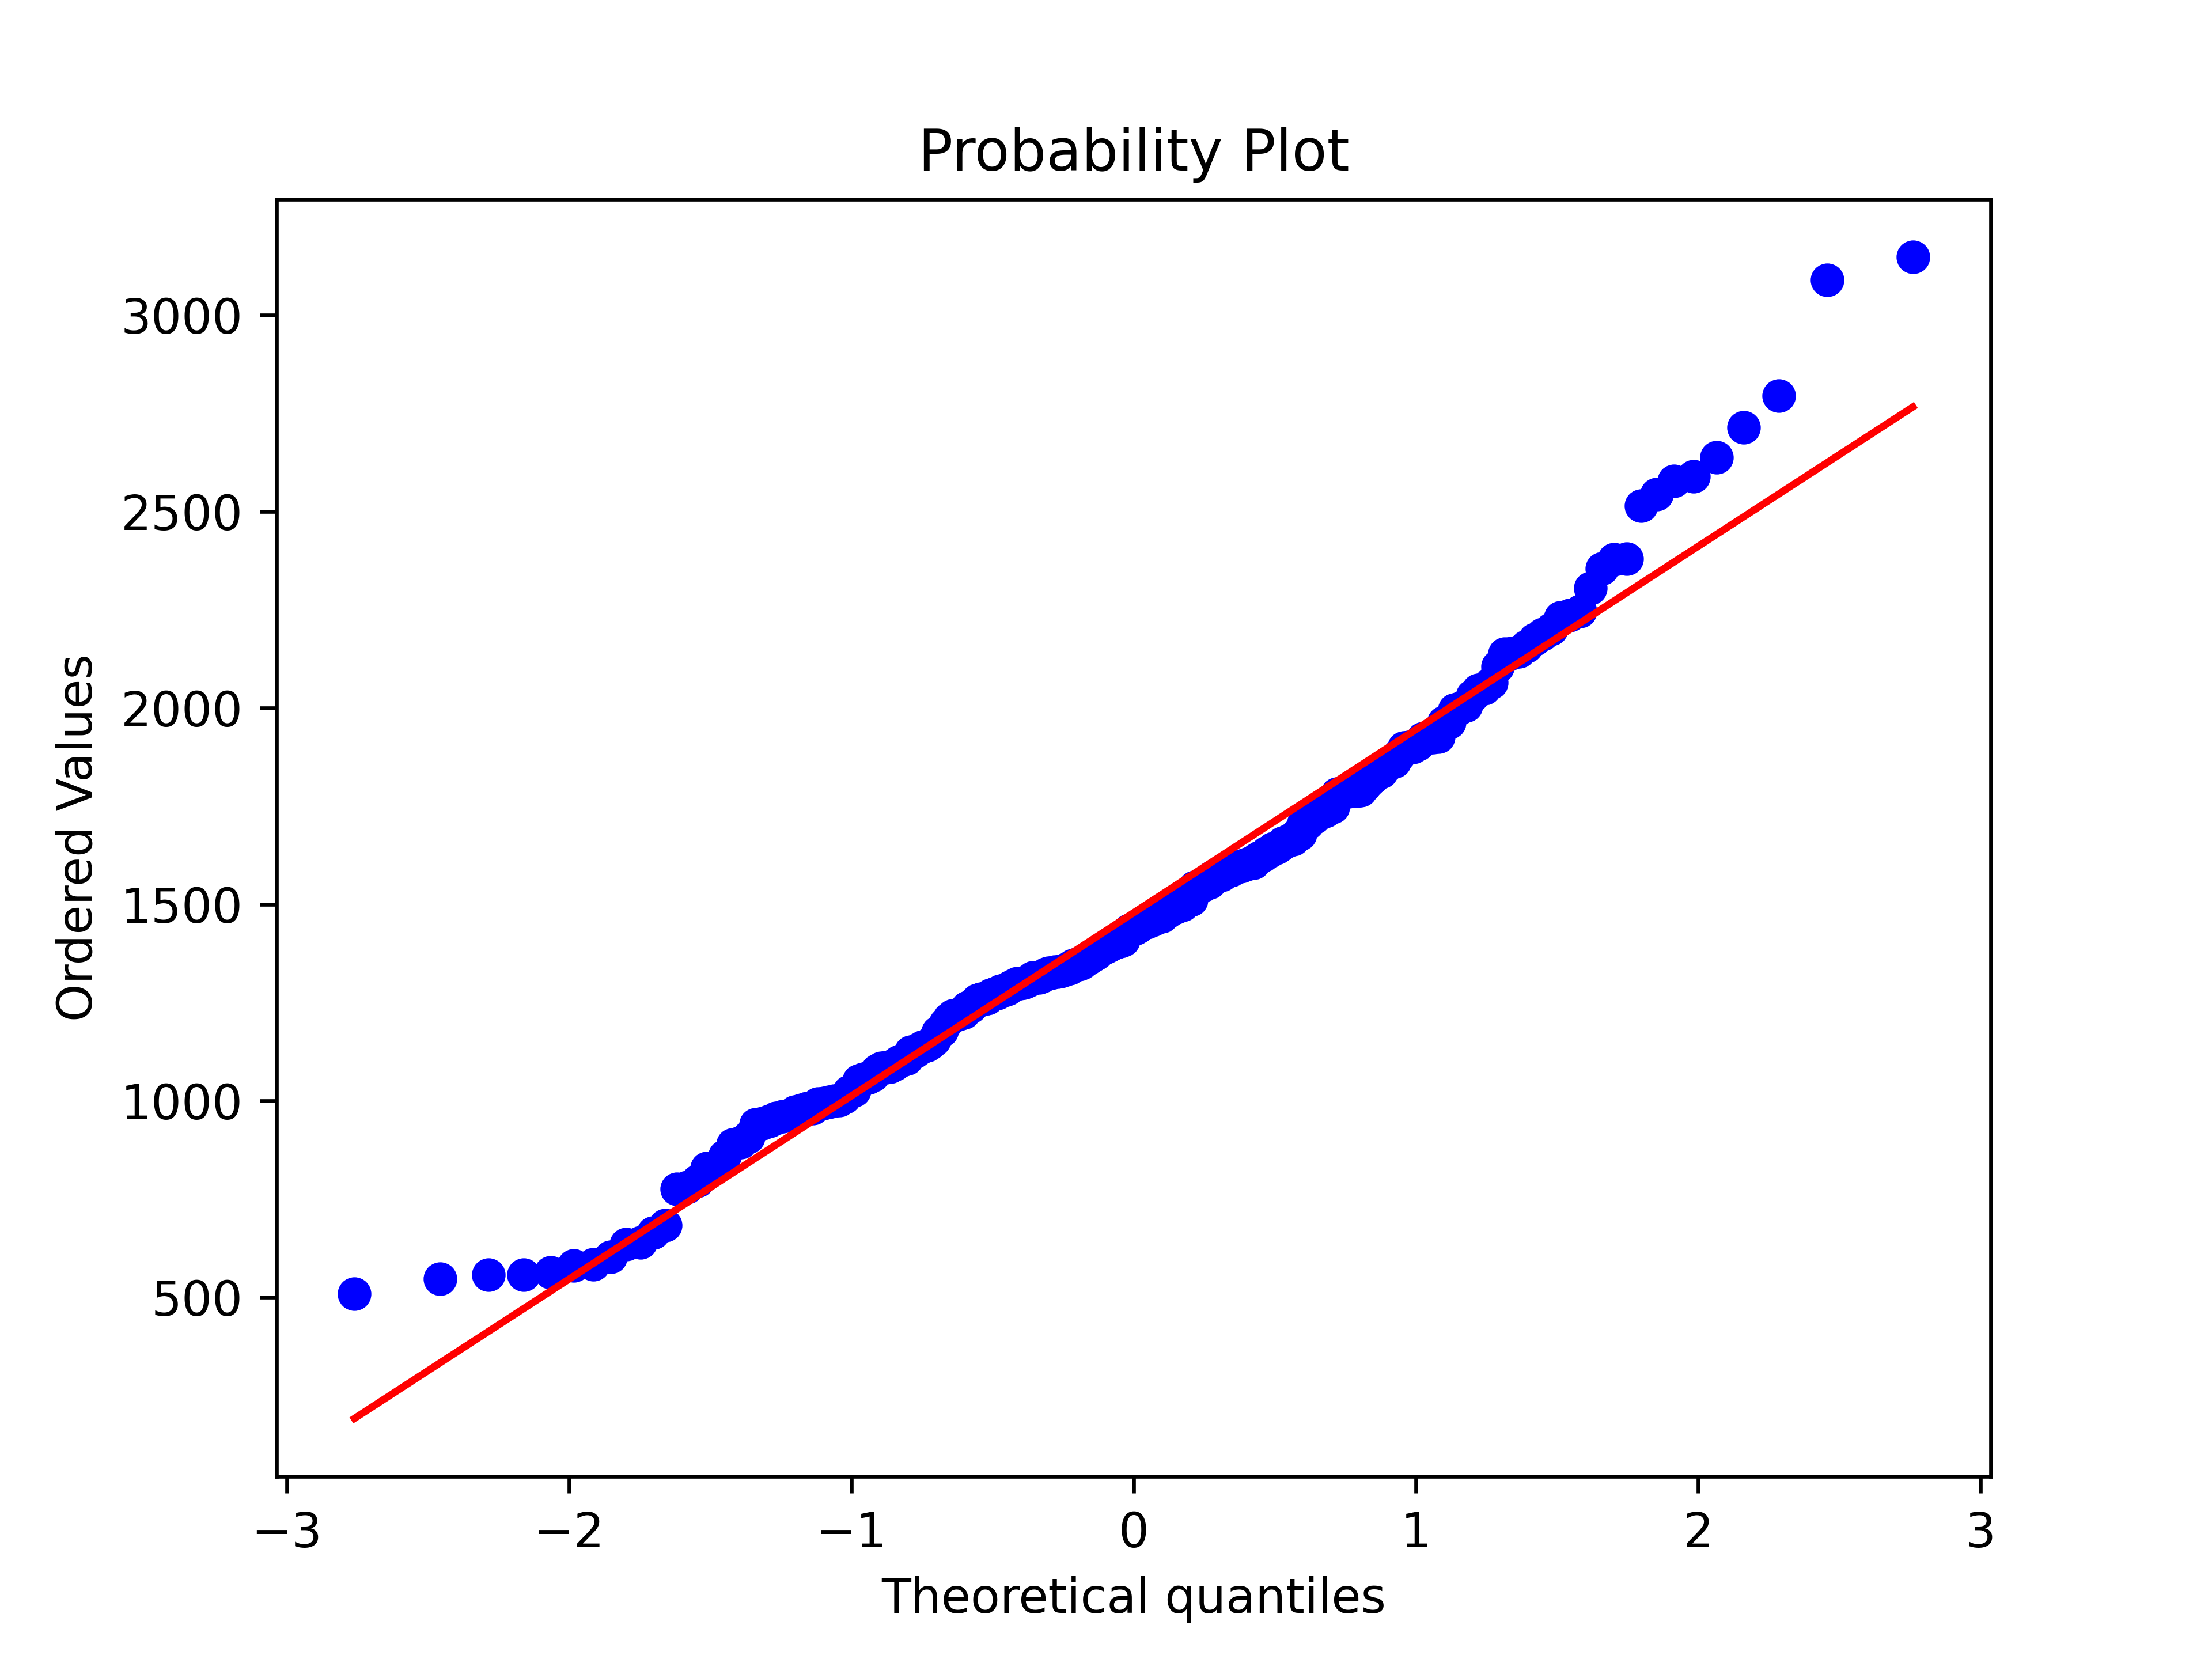 Probability Plot
3000
2500
2000
1500
1000
500
Ordered Values
−3 −2 −1 0 1 2 3
Theoretical quantiles